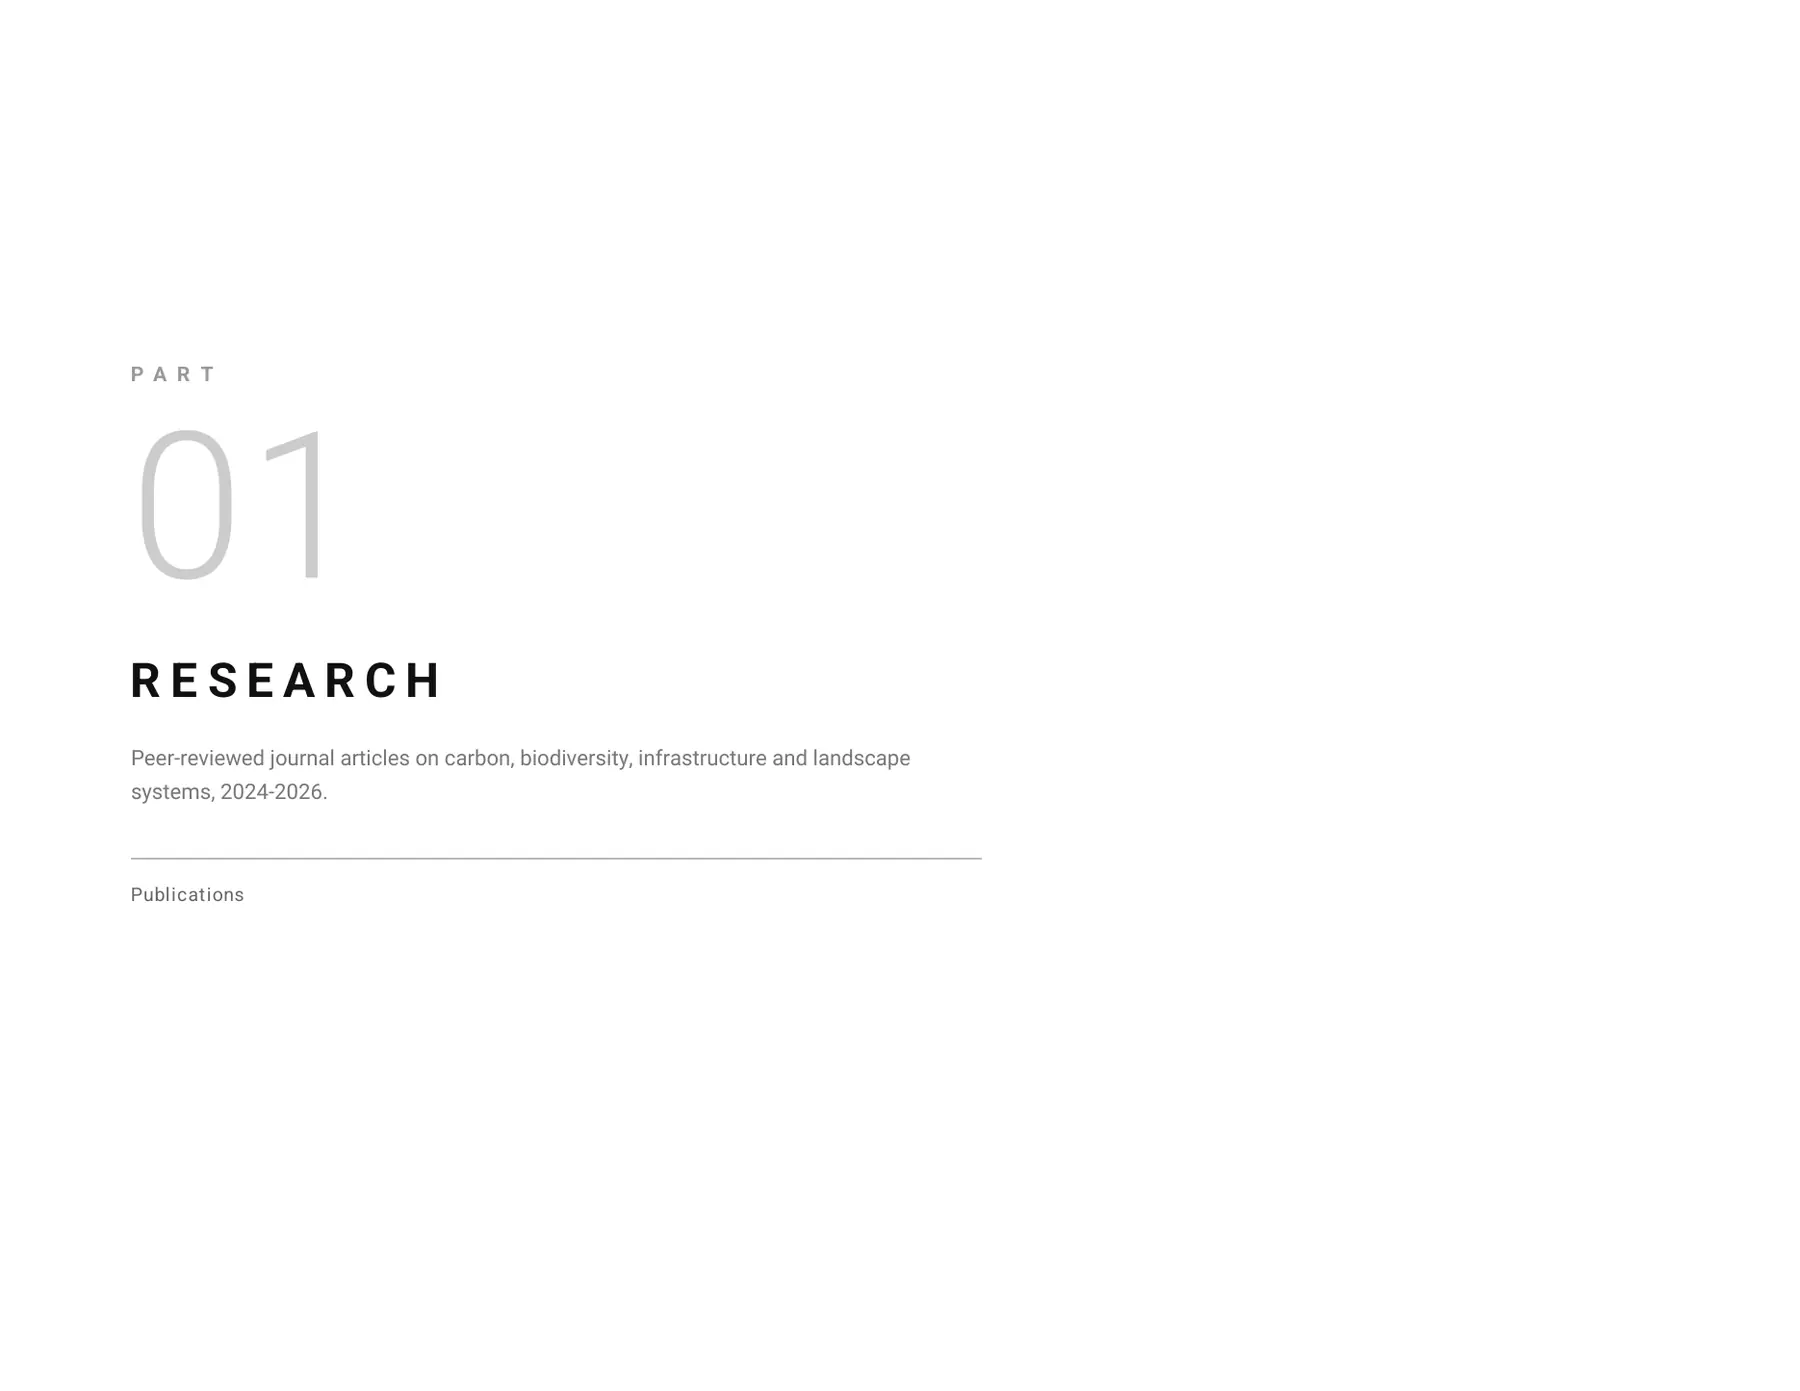 PART
01
RESEARCH
Peer-reviewed journal articles on carbon, biodiversity, infrastructure and landscape
systems, 2024-2026.
Publications